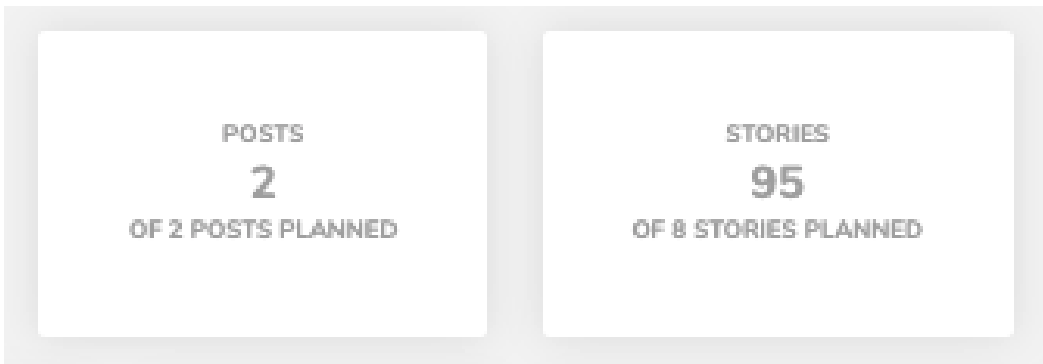 POSTS
2
OF 2 POSTS PLANNED
STORIES
95
OF 8 STORIES PLANNED